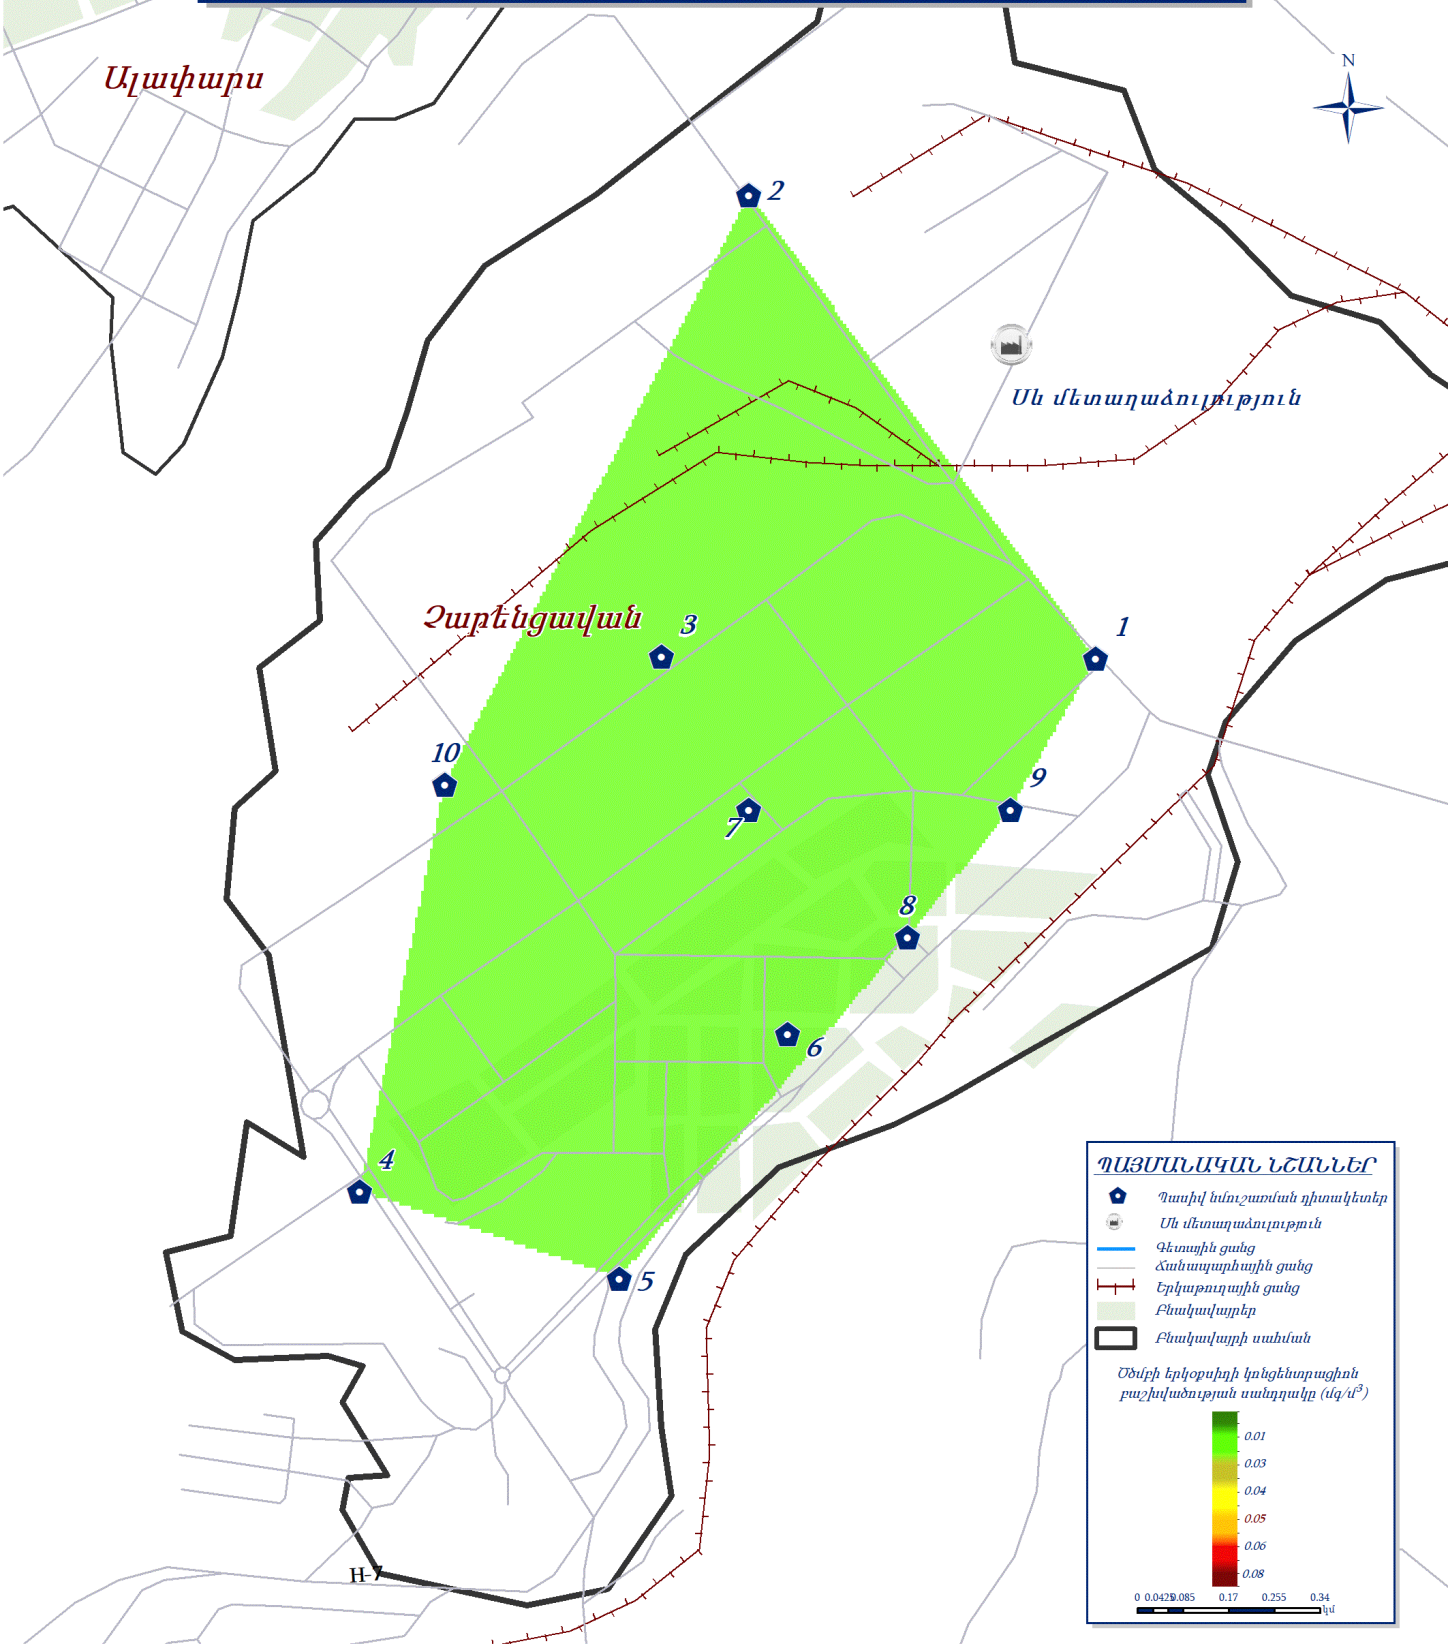 Ալափարս
N
2
Սև մետաղաձուլություն
Չարենցավան
3
1
10
9
7
8
6
4
5
H-7
ՊԱՅՄԱՆԱԿԱՆ ՆՇԱՆՆԵՐ
Պասիվ նմուշառման դիտակետեր
Սև մետաղաձուլություն
Գետային ցանց
Ճանապարհային ցանց
Երկաթուղային ցանց
Բնակավայրեր
Բնակավայրի սահման
Ծծմբի երկօքսիդի կոնցենտրացիոն
բաշխվածության սանդղակը (մգ/մ³)
0.01
0.03
0.04
0.05
0.06
0.08
0 0.0425 0.085 0.17 0.255 0.34
կմ